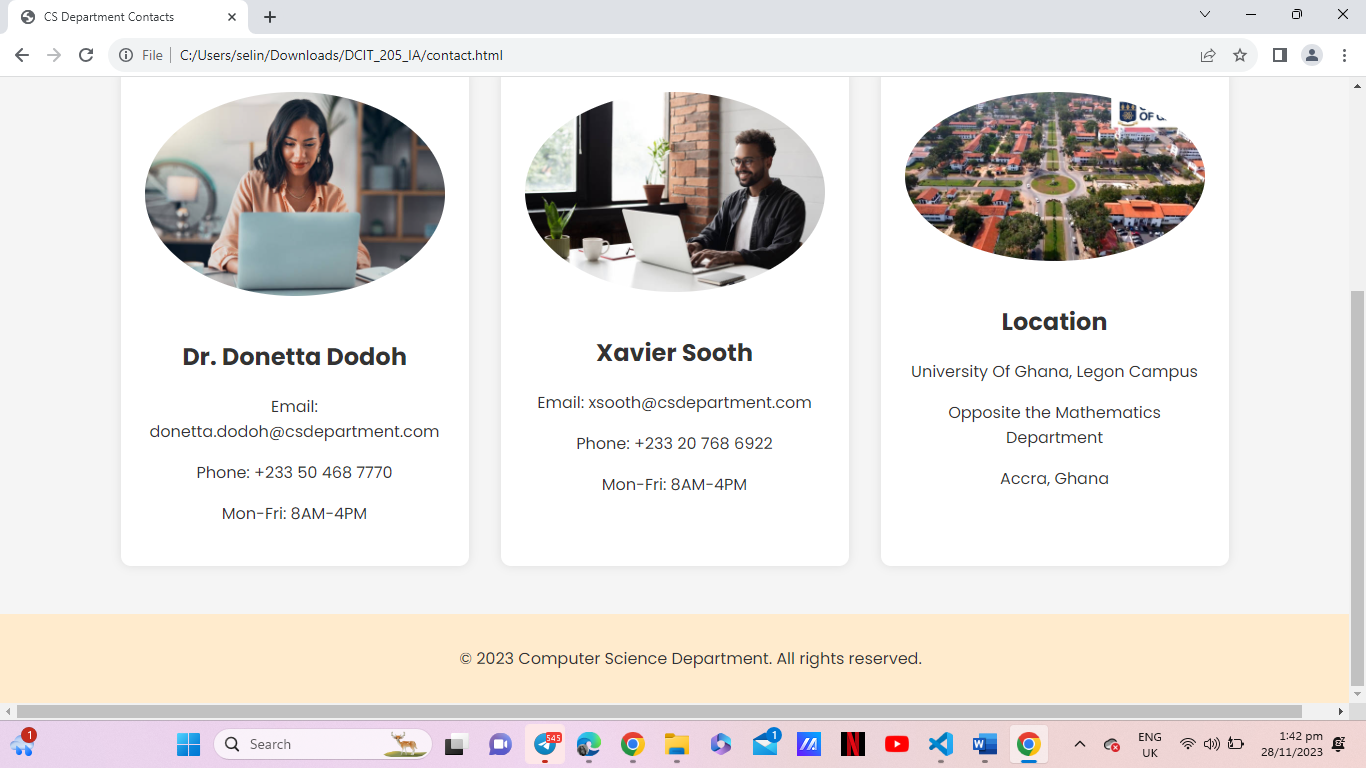 CS Department Contacts
File
C:/Users/selin/Downloads/DCIT_205_IA/contact.html
OF
Dr. Donetta Dodoh
Email:
donetta.dodoh@csdepartment.com
Phone: +233 50 468 7770
Mon-Fri: 8AM-4PM
Xavier Sooth
Email: xsooth@csdepartment.com
Phone: +233 20 768 6922
Mon-Fri: 8AM-4PM
Location
University Of Ghana, Legon Campus
Opposite the Mathematics
Department
Accra, Ghana
© 2023 Computer Science Department. All rights reserved.
1
Search
545
1
W
N
ENG
UK
1:42 pm
28/11/2023